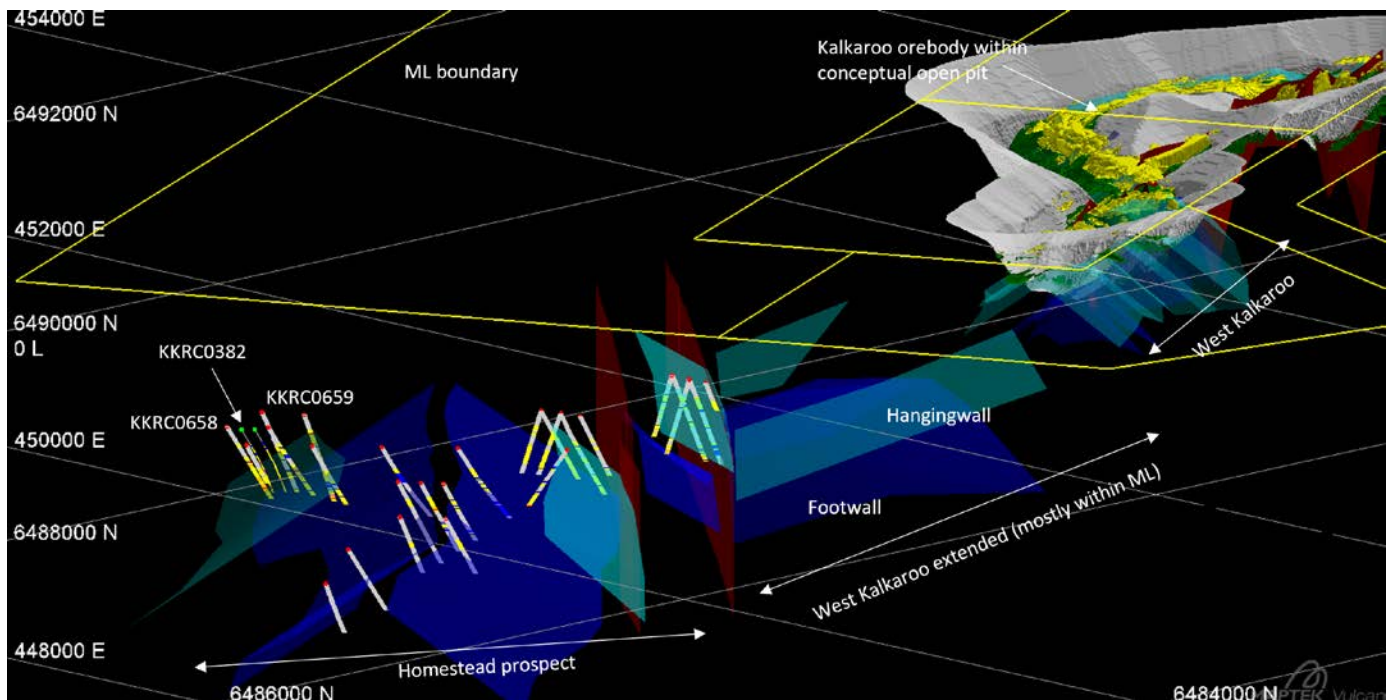 454000 E
Kalkaroo orebody within
conceptual open pit
ML boundary
6492000 N
452000 E
6490000 N
0 L
West Kalkaroo
KKRC0382
KKRC0659
KKRC0658
450000 E
Hangingwall
Footwall
6488000 N
West Kalkaroo extended (mostly within ML)
448000 E
Homestead prospect
6486000 N
6484000 N
Vulcan